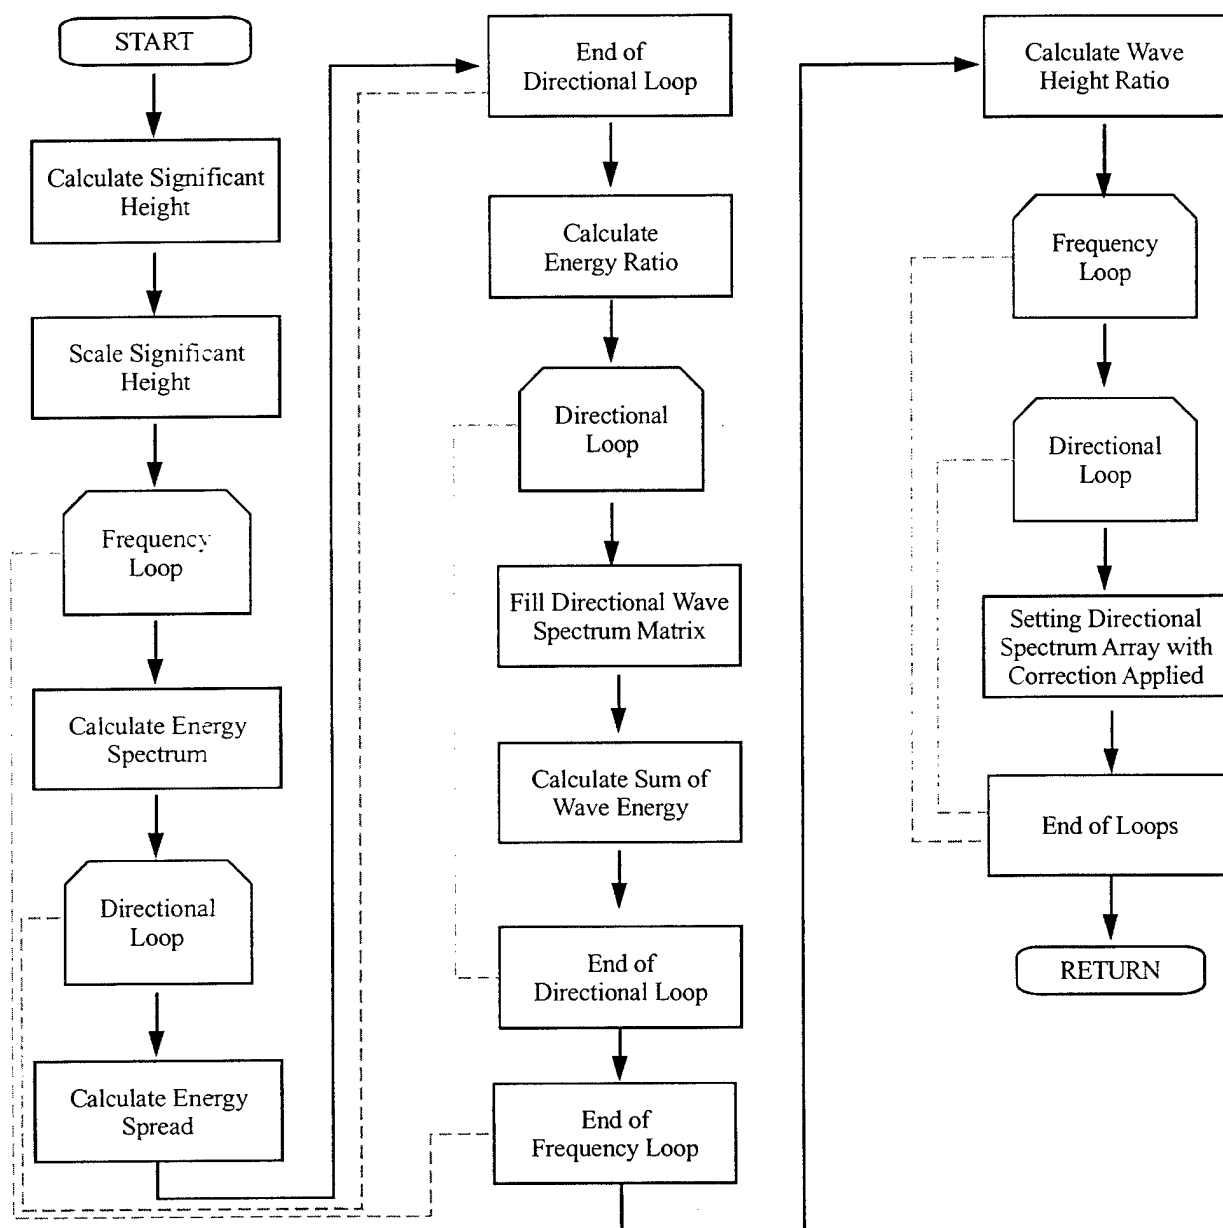 START
Calculate Significant
Height
Scale Significant
Height
Frequency
Loop
Calculate Energy
Spectrum
Directional
Loop
Calculate Energy
Spread
End of
Directional Loop
Calculate
Energy Ratio
Directional
Loop
Fill Directional Wave
Spectrum Matrix
Calculate Sum of
Wave Energy
End of
Directional Loop
End of
Frequency Loop
Calculate Wave
Height Ratio
Frequency
Loop
Directional
Loop
Setting Directional
Spectrum Array with
Correction Applied
End of Loops
RETURN